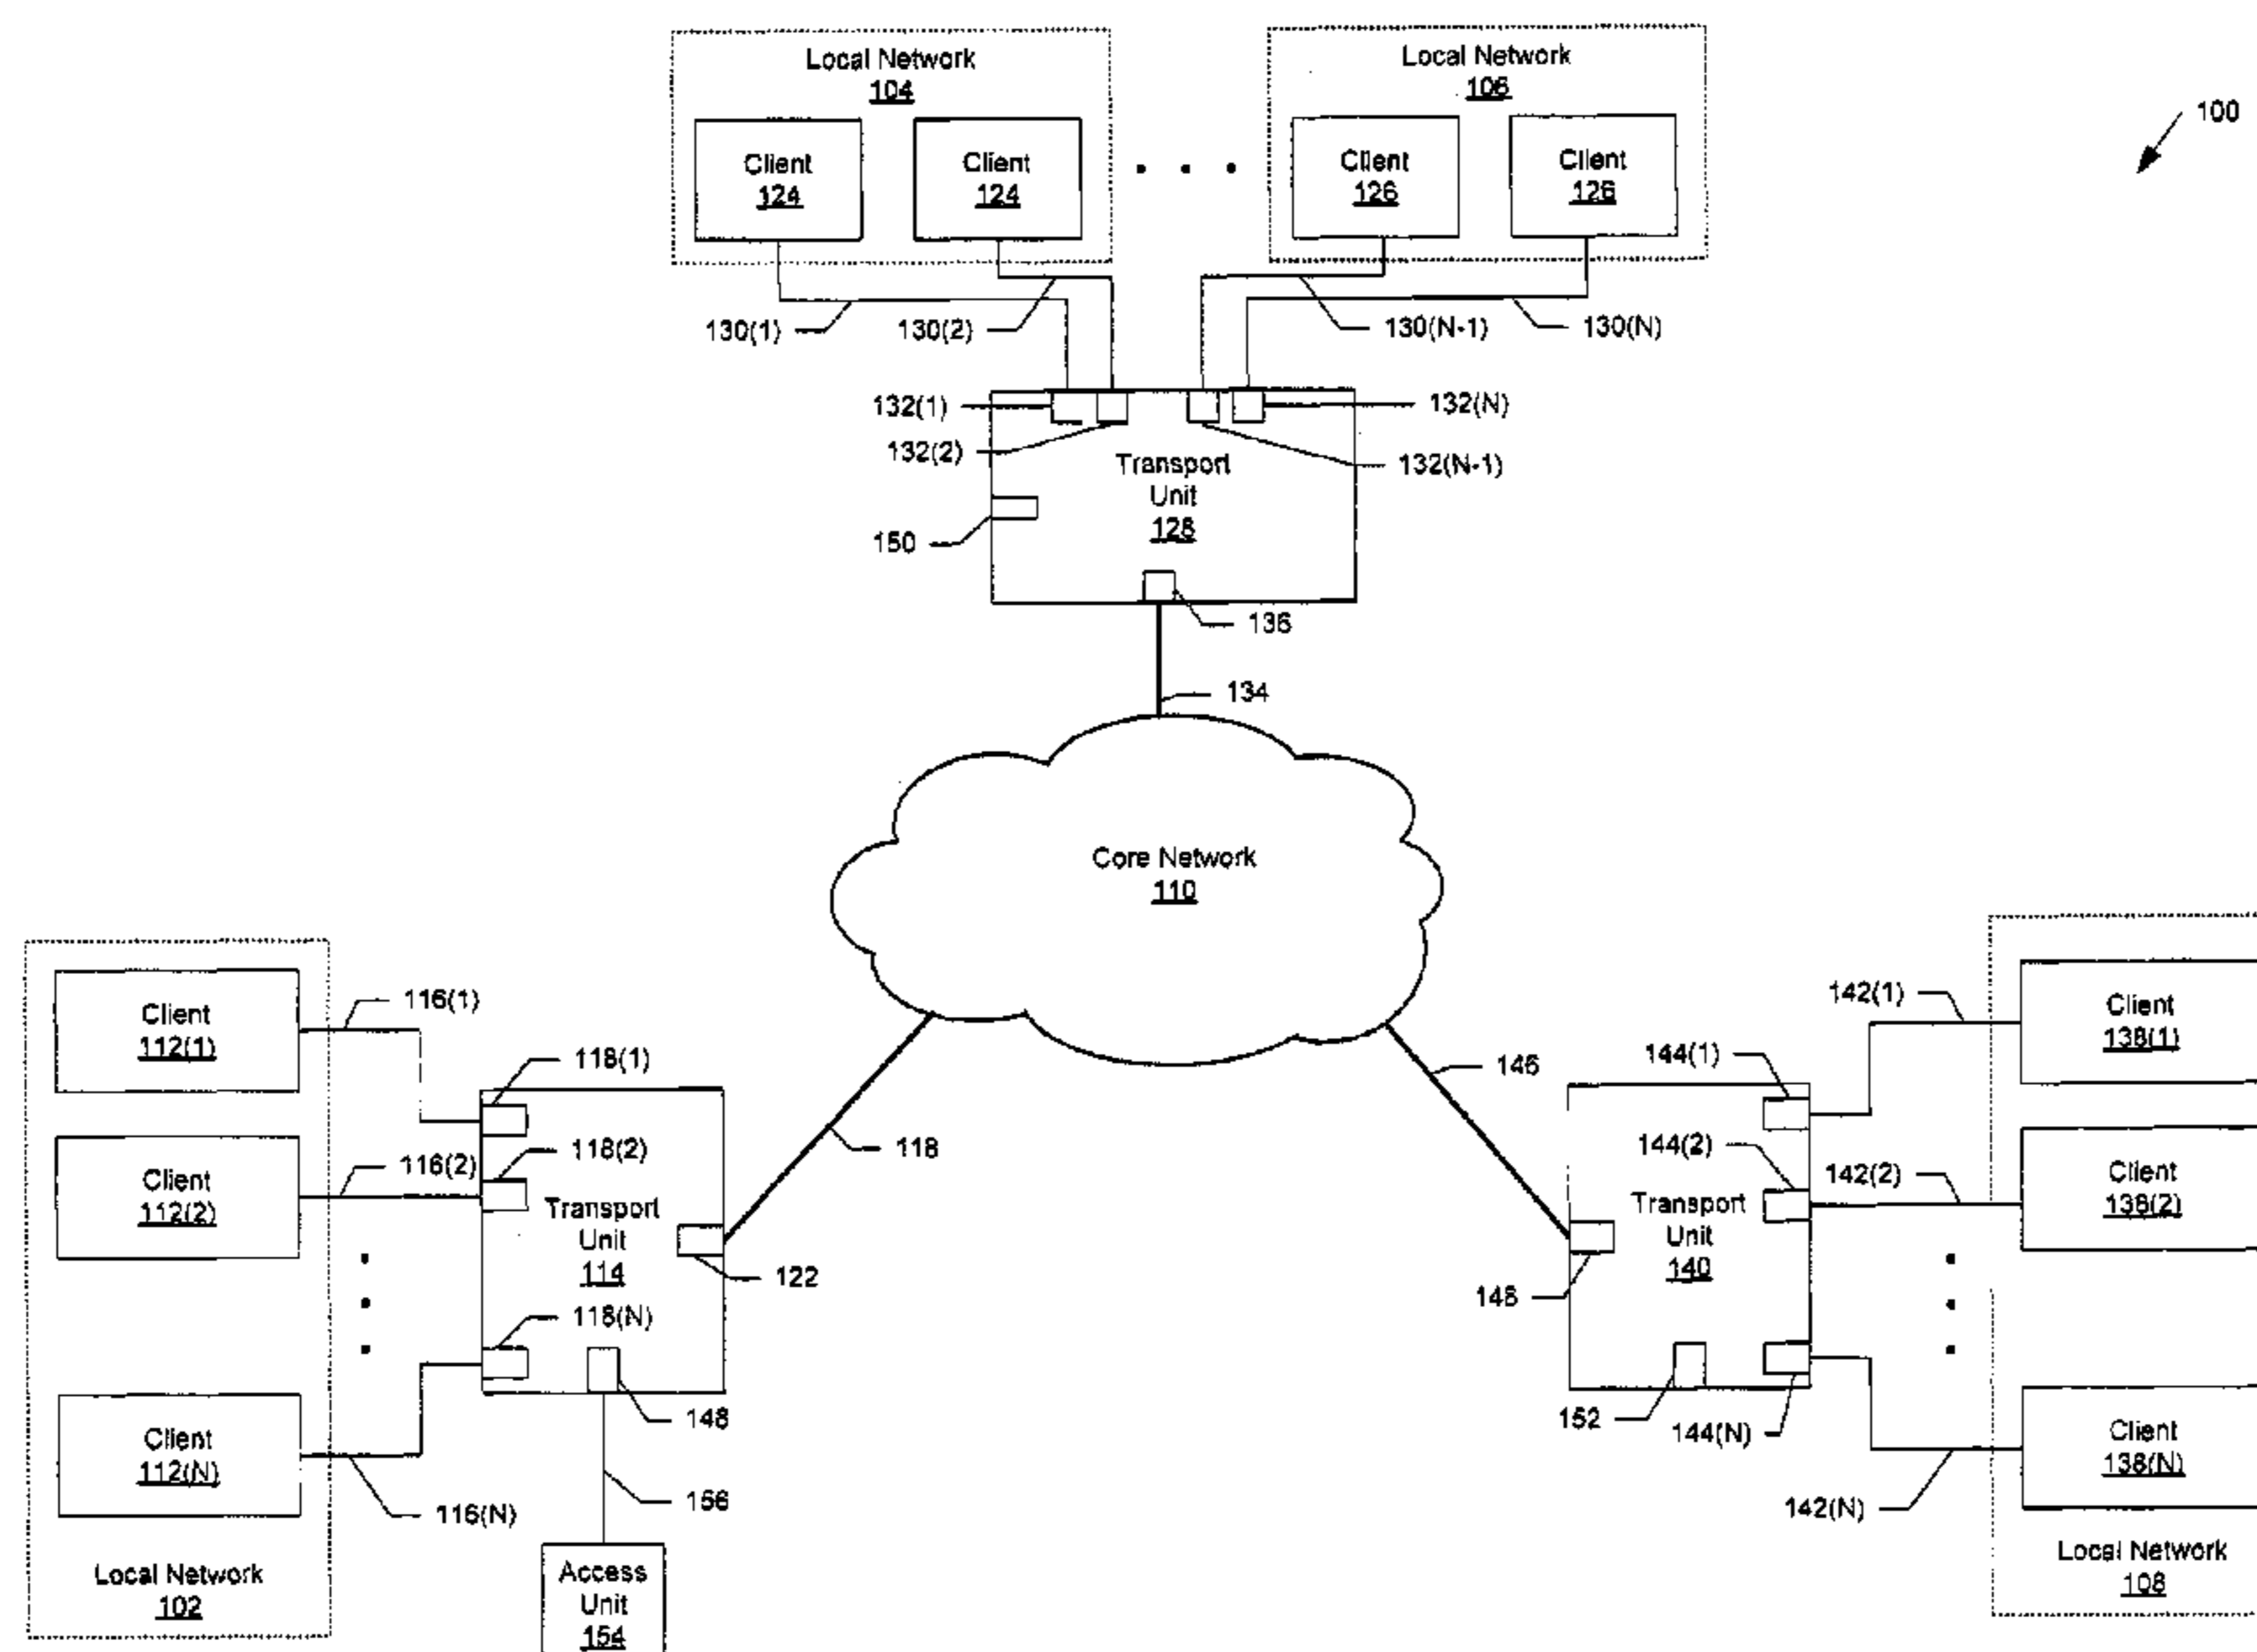 Local Network
104
Local Network
106
100
Client
124
Client
124
Client
126
Client
126
130(1)
130(2)
130(N-1)
130(N)
132(1)
132(N)
132(2)
132(N-1)
Transport
Unit
128
150
136
134
Core Network
110
Client
112(1)
116(1)
118(1)
Client
112(2)
116(2)
118(2)
Transport
Unit
114
118
122
118(N)
148
Client
112(N)
116(N)
156
Local Network
102
Access
Unit
154
146
142(1)
Client
138(1)
144(1)
144(2)
142(2)
Client
138(2)
Transport
Unit
140
148
152
144(N)
Client
138(N)
142(N)
Local Network
108